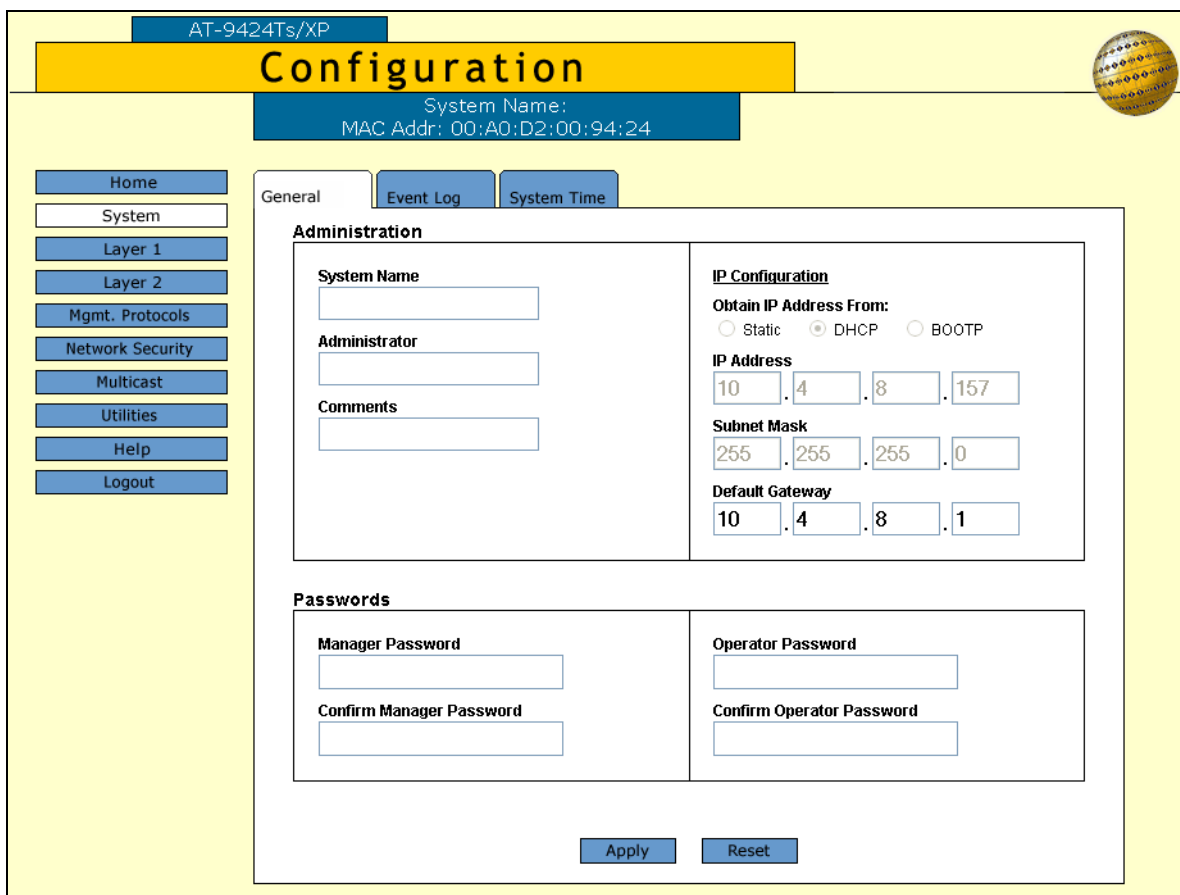 AT-9424Ts/XP
Configuration
System Name:
MAC Addr: 00:A0:D2:00:94:24
Home
System
Layer 1
Layer 2
Mgmt. Protocols
Network Security
Multicast
Utilities
Help
Logout
General
Event Log
System Time
Administration
System Name
Administrator
Comments
IP Configuration
Obtain IP Address From:
Static DHCP BOOTP
IP Address
10 . 4 . 8 . 157
Subnet Mask
255 . 255 . 255 . 0
Default Gateway
10 . 4 . 8 . 1
Passwords
Manager Password
Confirm Manager Password
Operator Password
Confirm Operator Password
Apply
Reset